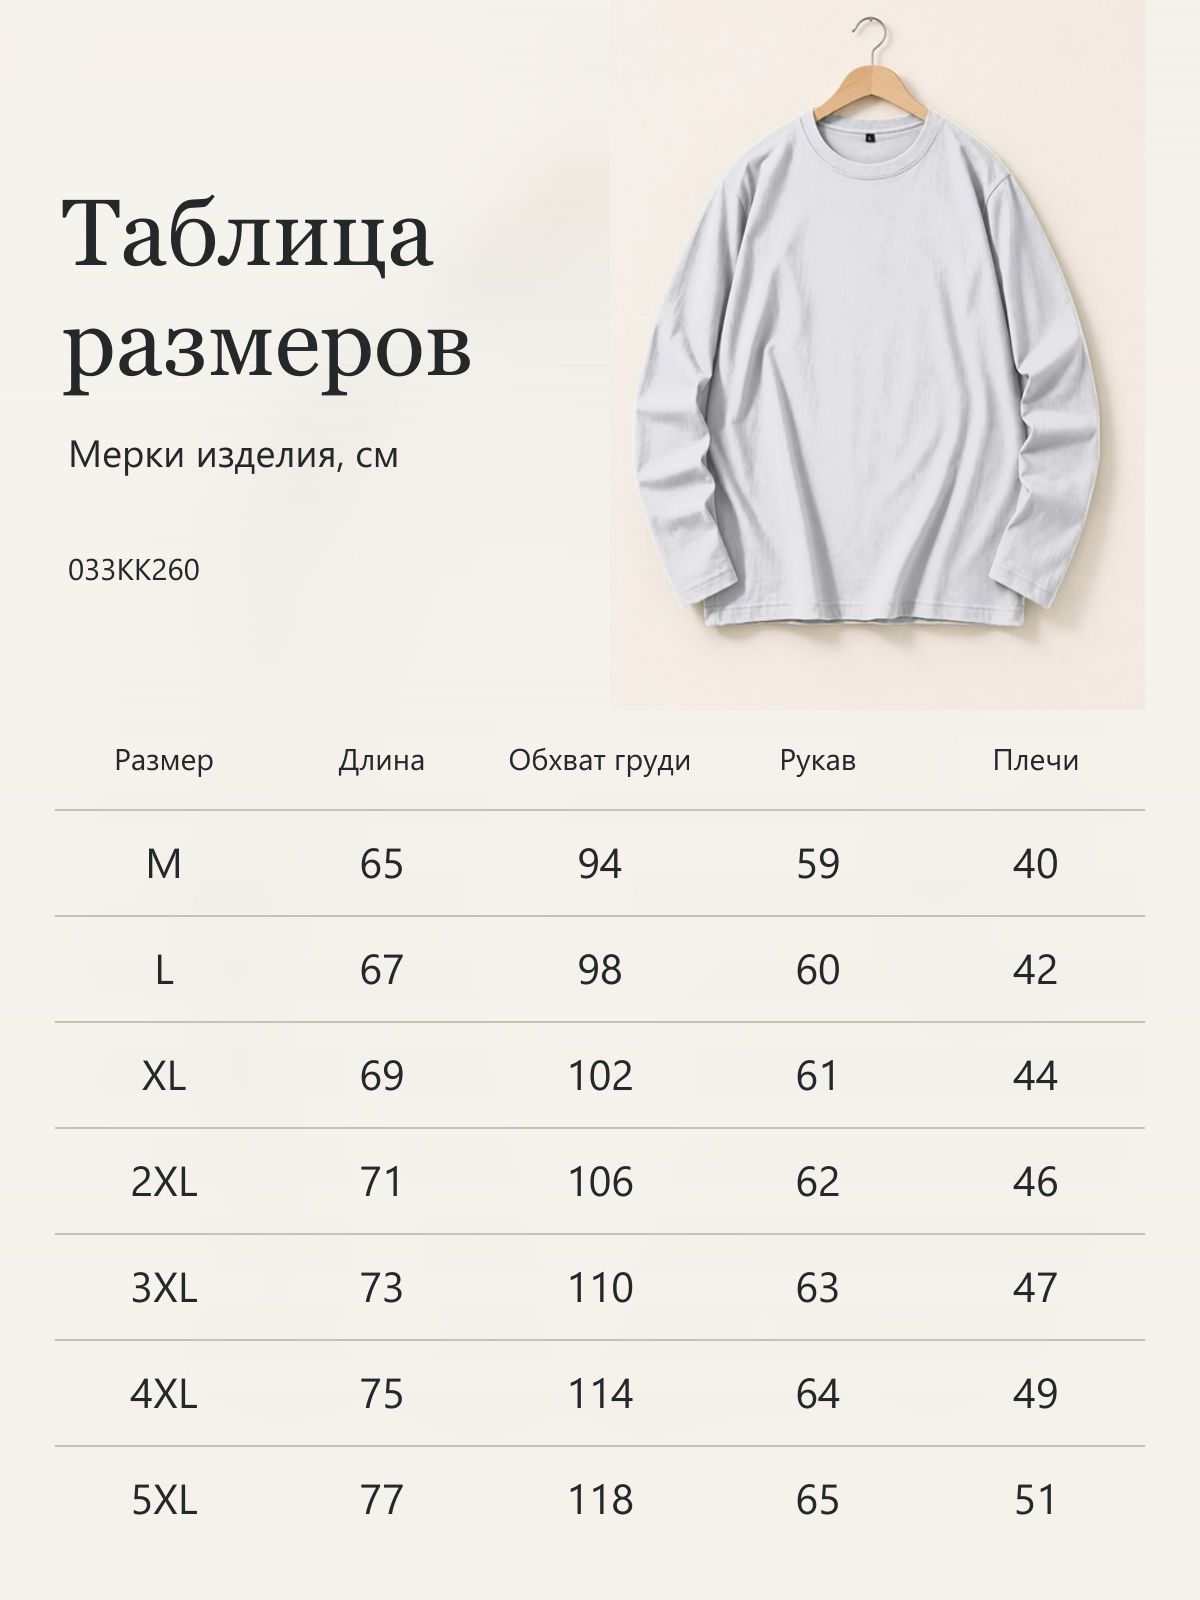 Таблица
размеров
Мерки изделия, см
033КК260
Размер Длина Обхват груди Рукав Плечи
M 65 94 59 40
L 67 98 60 42
XL 69 102 61 44
2XL 71 106 62 46
3XL 73 110 63 47
4XL 75 114 64 49
5XL 77 118 65 51